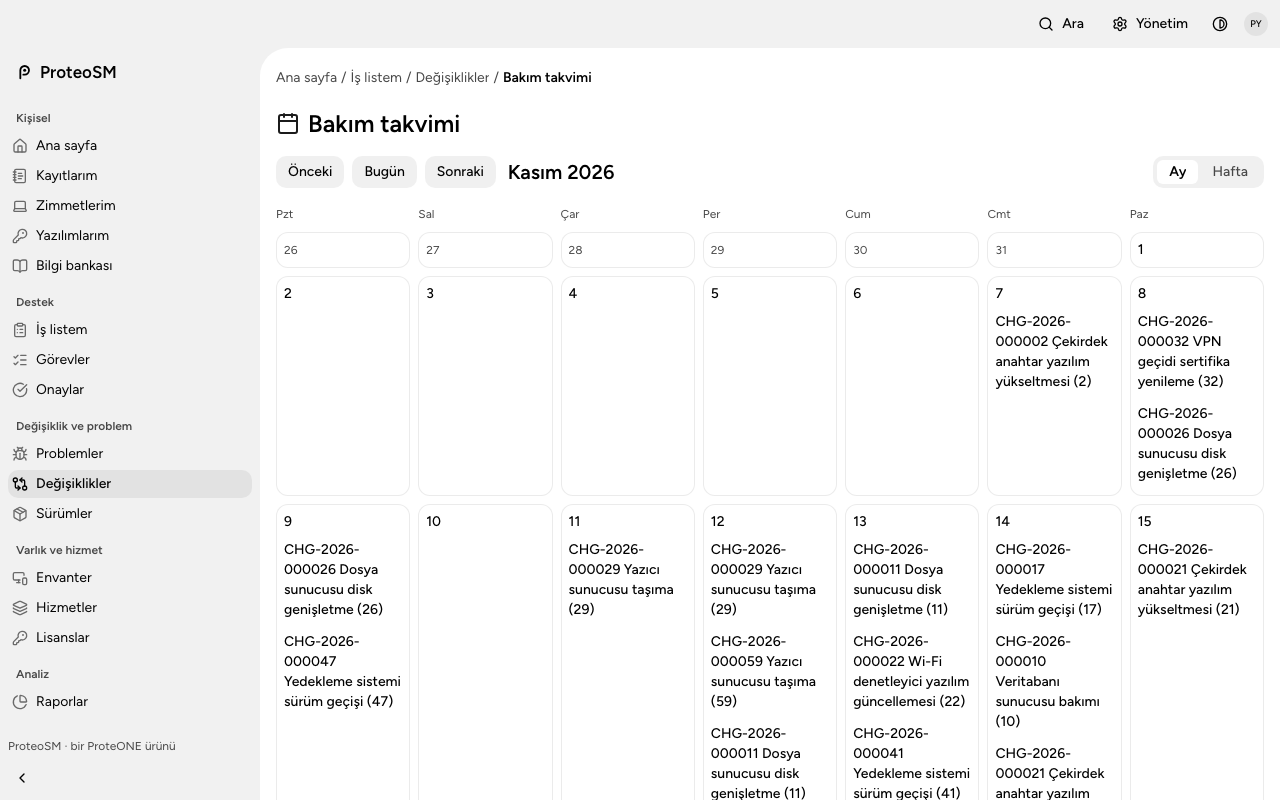 Ara
Yönetim
PY
ProteoSM
Kişisel
Ana sayfa
Kayıtlarım
Zimmetlerim
Yazılımlarım
Bilgi bankası
Destek
İş listem
Görevler
Onaylar
Değişiklik ve problem
Problemler
Değişiklikler
Sürümler
Varlık ve hizmet
Envanter
Hizmetler
Lisanslar
Analiz
Raporlar
ProteoSM · bir ProteONE ürünü
Ana sayfa / İş listem / Değişiklikler / Bakım takvimi
Bakım takvimi
Önceki
Bugün
Sonraki
Kasım 2026
Ay
Hafta
Pzt
Sal
Çar
Per
Cum
Cmt
Paz
26
27
28
29
30
31
1
2
3
4
5
6
7
CHG-2026-
000002 Çekirdek
anahtar yazılım
yükseltmesi (2)
8
CHG-2026-
000032 VPN
geçidi sertifika
yenileme (32)
CHG-2026-
000026 Dosya
sunucusu disk
genişletme (26)
9
CHG-2026-
000026 Dosya
sunucusu disk
genişletme (26)
CHG-2026-
000047
Yedekleme sistemi
sürüm geçişi (47)
10
11
CHG-2026-
000029 Yazıcı
sunucusu taşıma
(29)
12
CHG-2026-
000029 Yazıcı
sunucusu taşıma
(29)
CHG-2026-
000059 Yazıcı
sunucusu taşıma
(59)
CHG-2026-
000011 Dosya
sunucusu disk
genişletme (11)
13
CHG-2026-
000011 Dosya
sunucusu disk
genişletme (11)
CHG-2026-
000022 Wi-Fi
denetleyici yazılım
güncellemesi (22)
CHG-2026-
000041
Yedekleme sistemi
sürüm geçişi (41)
14
CHG-2026-
000017
Yedekleme sistemi
sürüm geçişi (17)
CHG-2026-
000010
Veritabanı
sunucusu bakımı
(10)
CHG-2026-
000021 Çekirdek
anahtar yazılım
15
CHG-2026-
000021 Çekirdek
anahtar yazılım
yükseltmesi (21)